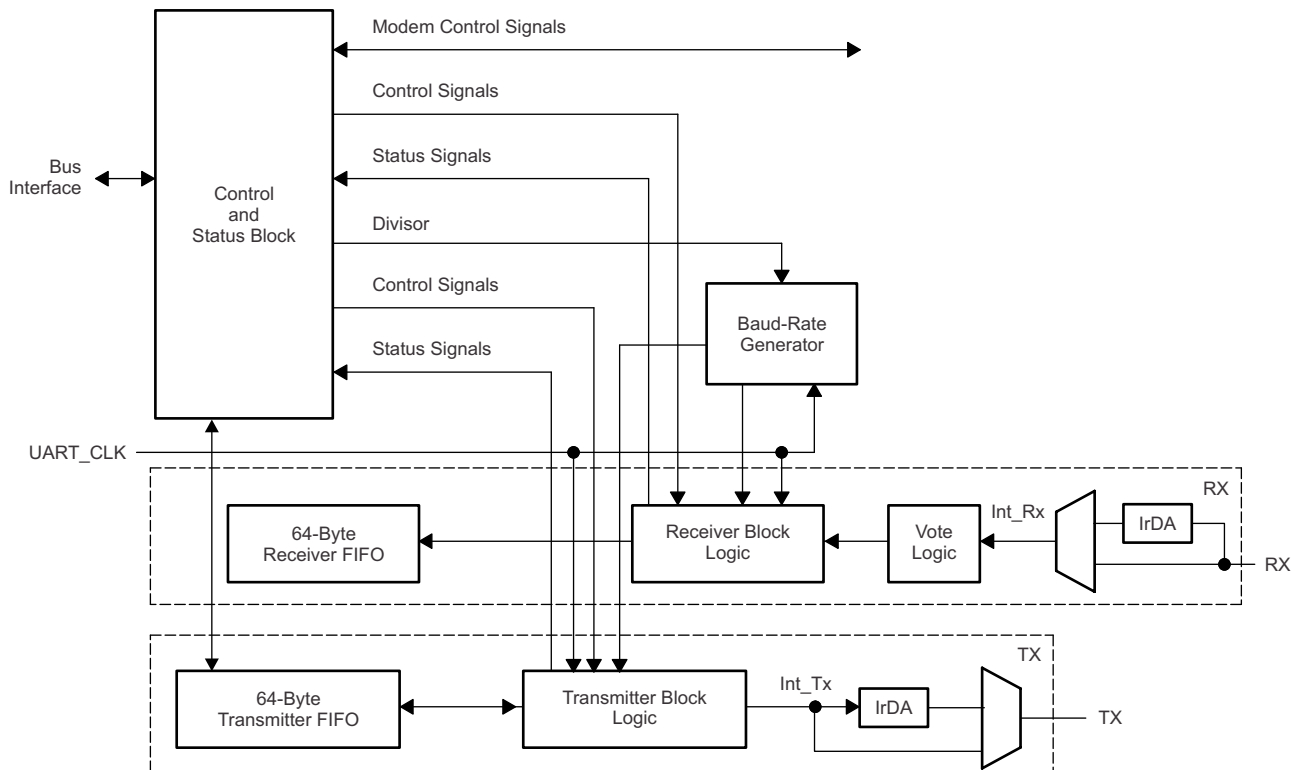 Modem Control Signals
Control Signals
Bus
Interface
Status Signals
Control
and
Status Block
Divisor
Control Signals
Baud-Rate
Generator
Status Signals
UART_CLK
RX
64-Byte
Receiver FIFO
Receiver Block
Logic
Vote
Logic
Int_Rx
IrDA
RX
TX
64-Byte
Transmitter FIFO
Transmitter Block
Logic
Int_Tx
IrDA
TX